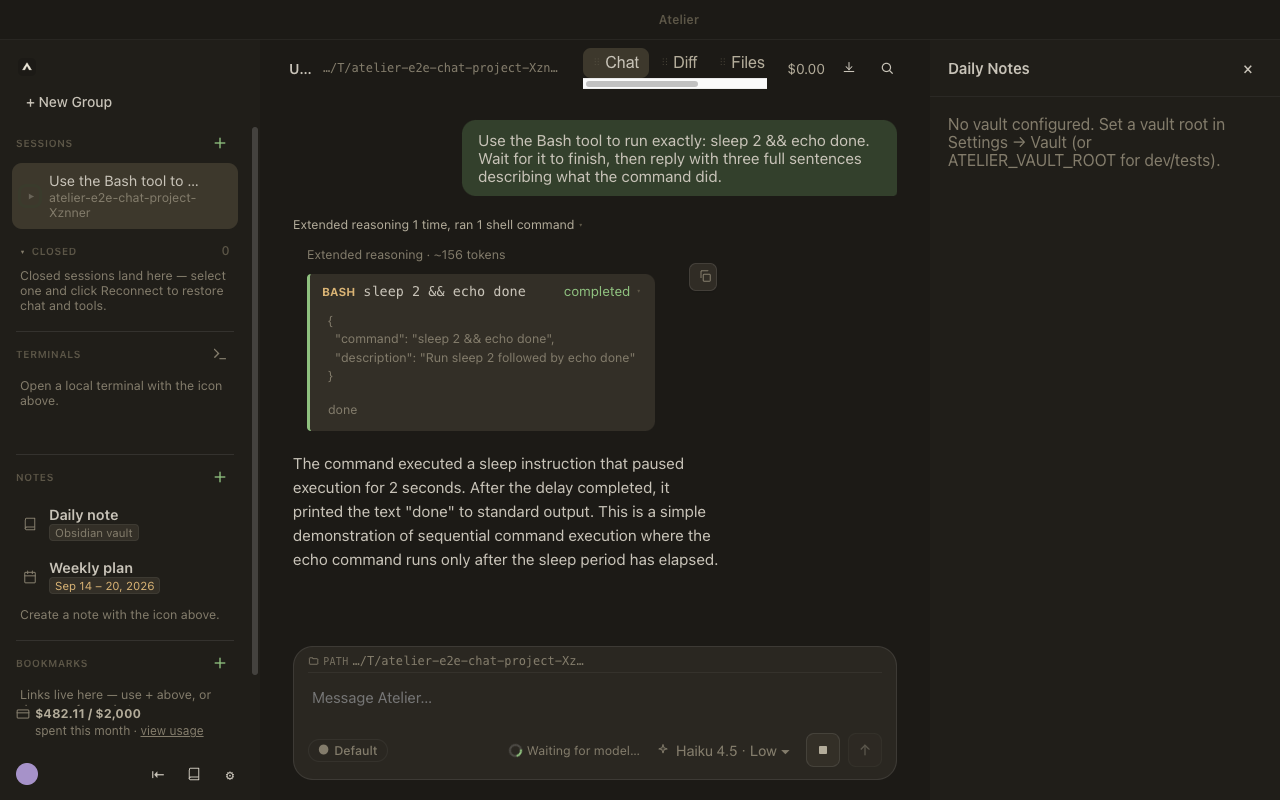 Atelier
+ New Group
SESSIONS
Use the Bash tool to ...
atelier-e2e-chat-project-
Xznner
CLOSED 0
Closed sessions land here — select
one and click Reconnect to restore
chat and tools.
TERMINALS
Open a local terminal with the icon
above.
NOTES
Daily note
Obsidian vault
Weekly plan
Sep 14 – 20, 2026
Create a note with the icon above.
BOOKMARKS
Links live here — use + above, or
$482.11 / $2,000
spent this month · view usage
U... …/T/atelier-e2e-chat-project-Xzn…
Chat Diff Files
$0.00
Use the Bash tool to run exactly: sleep 2 && echo done.
Wait for it to finish, then reply with three full sentences
describing what the command did.
Extended reasoning 1 time, ran 1 shell command ·
Extended reasoning · ~156 tokens
BASH sleep 2 && echo done completed
{
"command": "sleep 2 && echo done",
"description": "Run sleep 2 followed by echo done"
}
done
The command executed a sleep instruction that paused
execution for 2 seconds. After the delay completed, it
printed the text "done" to standard output. This is a simple
demonstration of sequential command execution where the
echo command runs only after the sleep period has elapsed.
PATH …/T/atelier-e2e-chat-project-Xz…
Message Atelier...
Default
Waiting for model...
Haiku 4.5 · Low
Daily Notes
No vault configured. Set a vault root in
Settings → Vault (or
ATELIER_VAULT_ROOT for dev/tests).